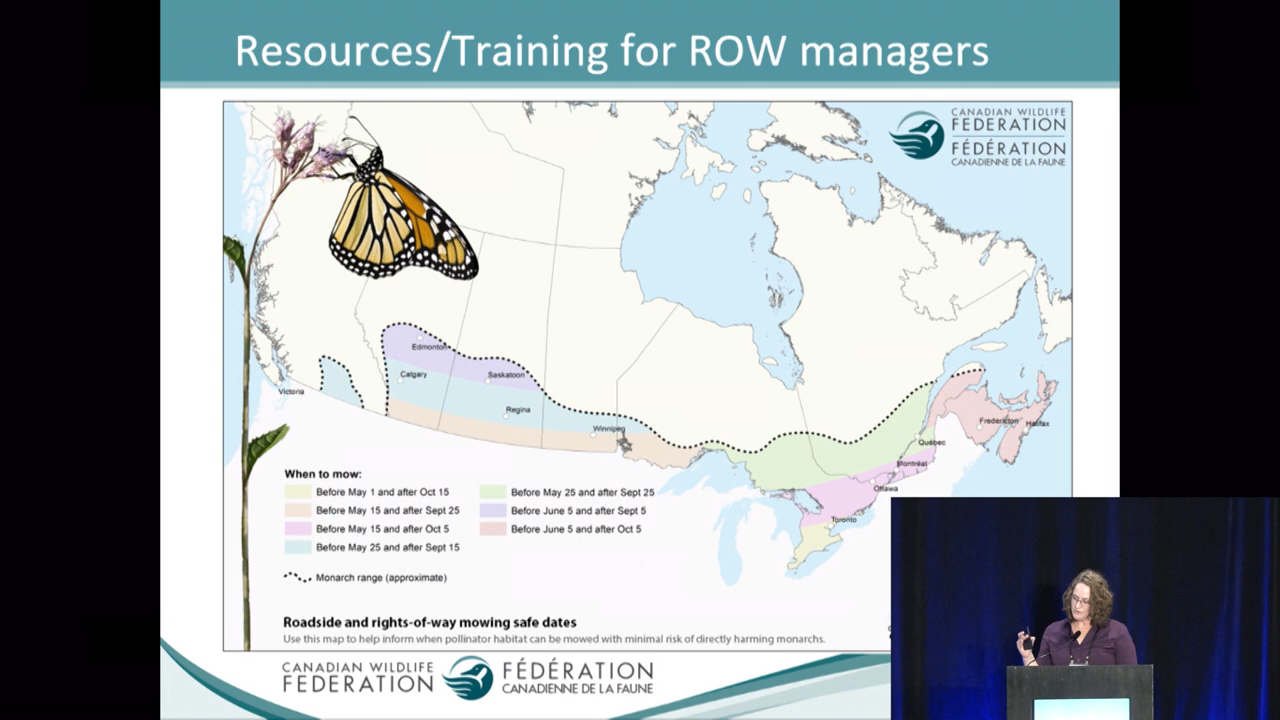 Resources/Training for ROW managers
CANADIAN WILDLIFE
FEDERATION
FÉDÉRATION
CANADIENNE DE LA FAUNE
Edmonton
Calgary
Saskatoon
Victoria
Regina
Winnipeg
Fredericton
Halifax
Québec
Montréal
Ottawa
Toronto
When to mow:
Before May 1 and after Oct 15
Before May 15 and after Sept 25
Before May 15 and after Oct 5
Before May 25 and after Sept 15
Before May 25 and after Sept 25
Before June 5 and after Sept 5
Before June 5 and after Oct 5
Monarch range (approximate)
Roadside and rights-of-way mowing safe dates
Use this map to help inform when pollinator habitat can be mowed with minimal risk of directly harming monarchs.
CANADIAN WILDLIFE
FEDERATION
FÉDÉRATION
CANADIENNE DE LA FAUNE